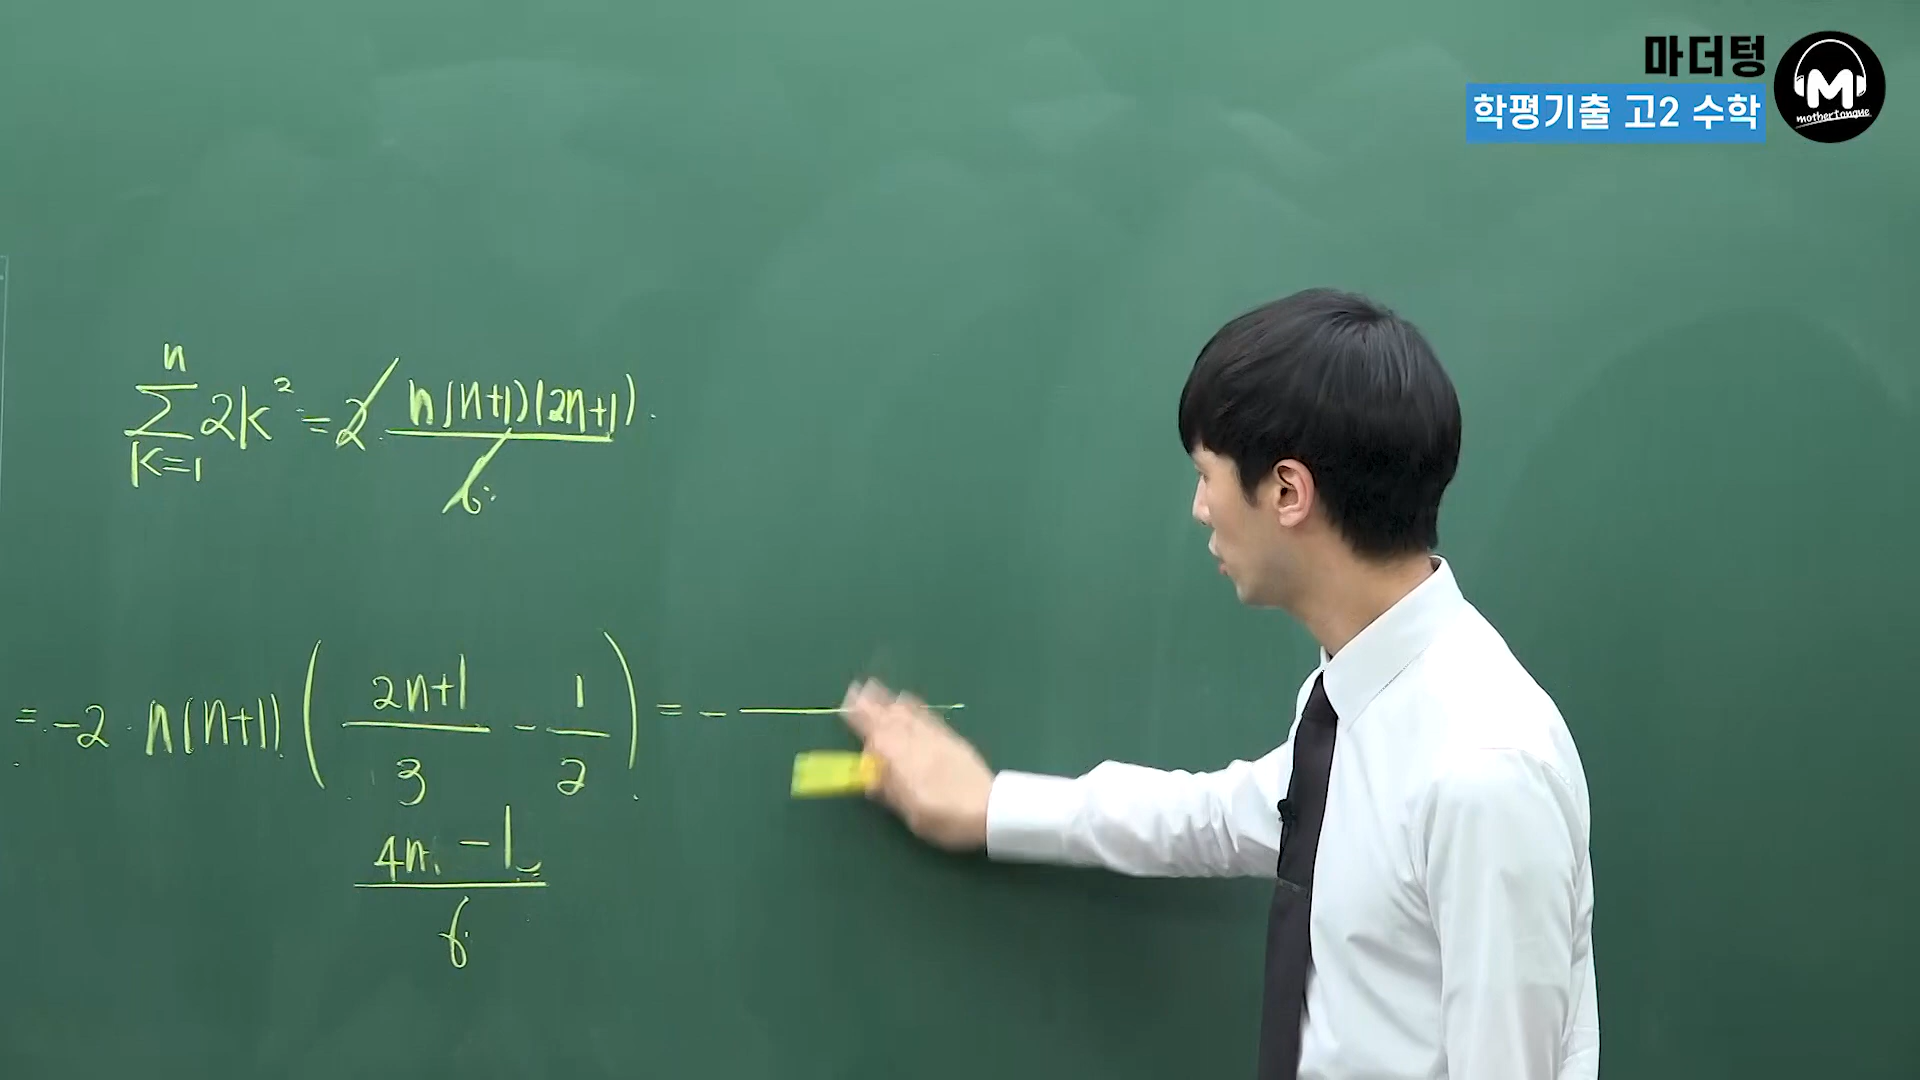 마더텅
학평기출 고2 수학
M
mothertongue
n
∑ 2k² = 2 n(n+1)(2n+1)
k=1
6
= -2 · n(n+1) ( 2n+1 / 3 - 1 / 2 ) = -
4n - 1
6